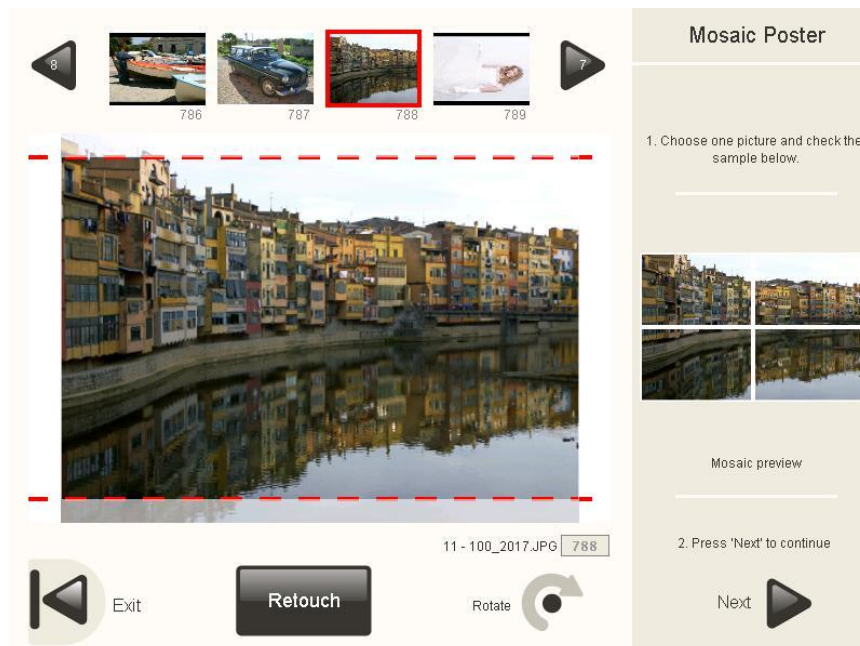 8
7
786
787
788
789
Mosaic Poster
1. Choose one picture and check the
sample below.
Mosaic preview
11 - 100_2017.JPG 788
2. Press 'Next' to continue
Exit
Retouch
Rotate
Next